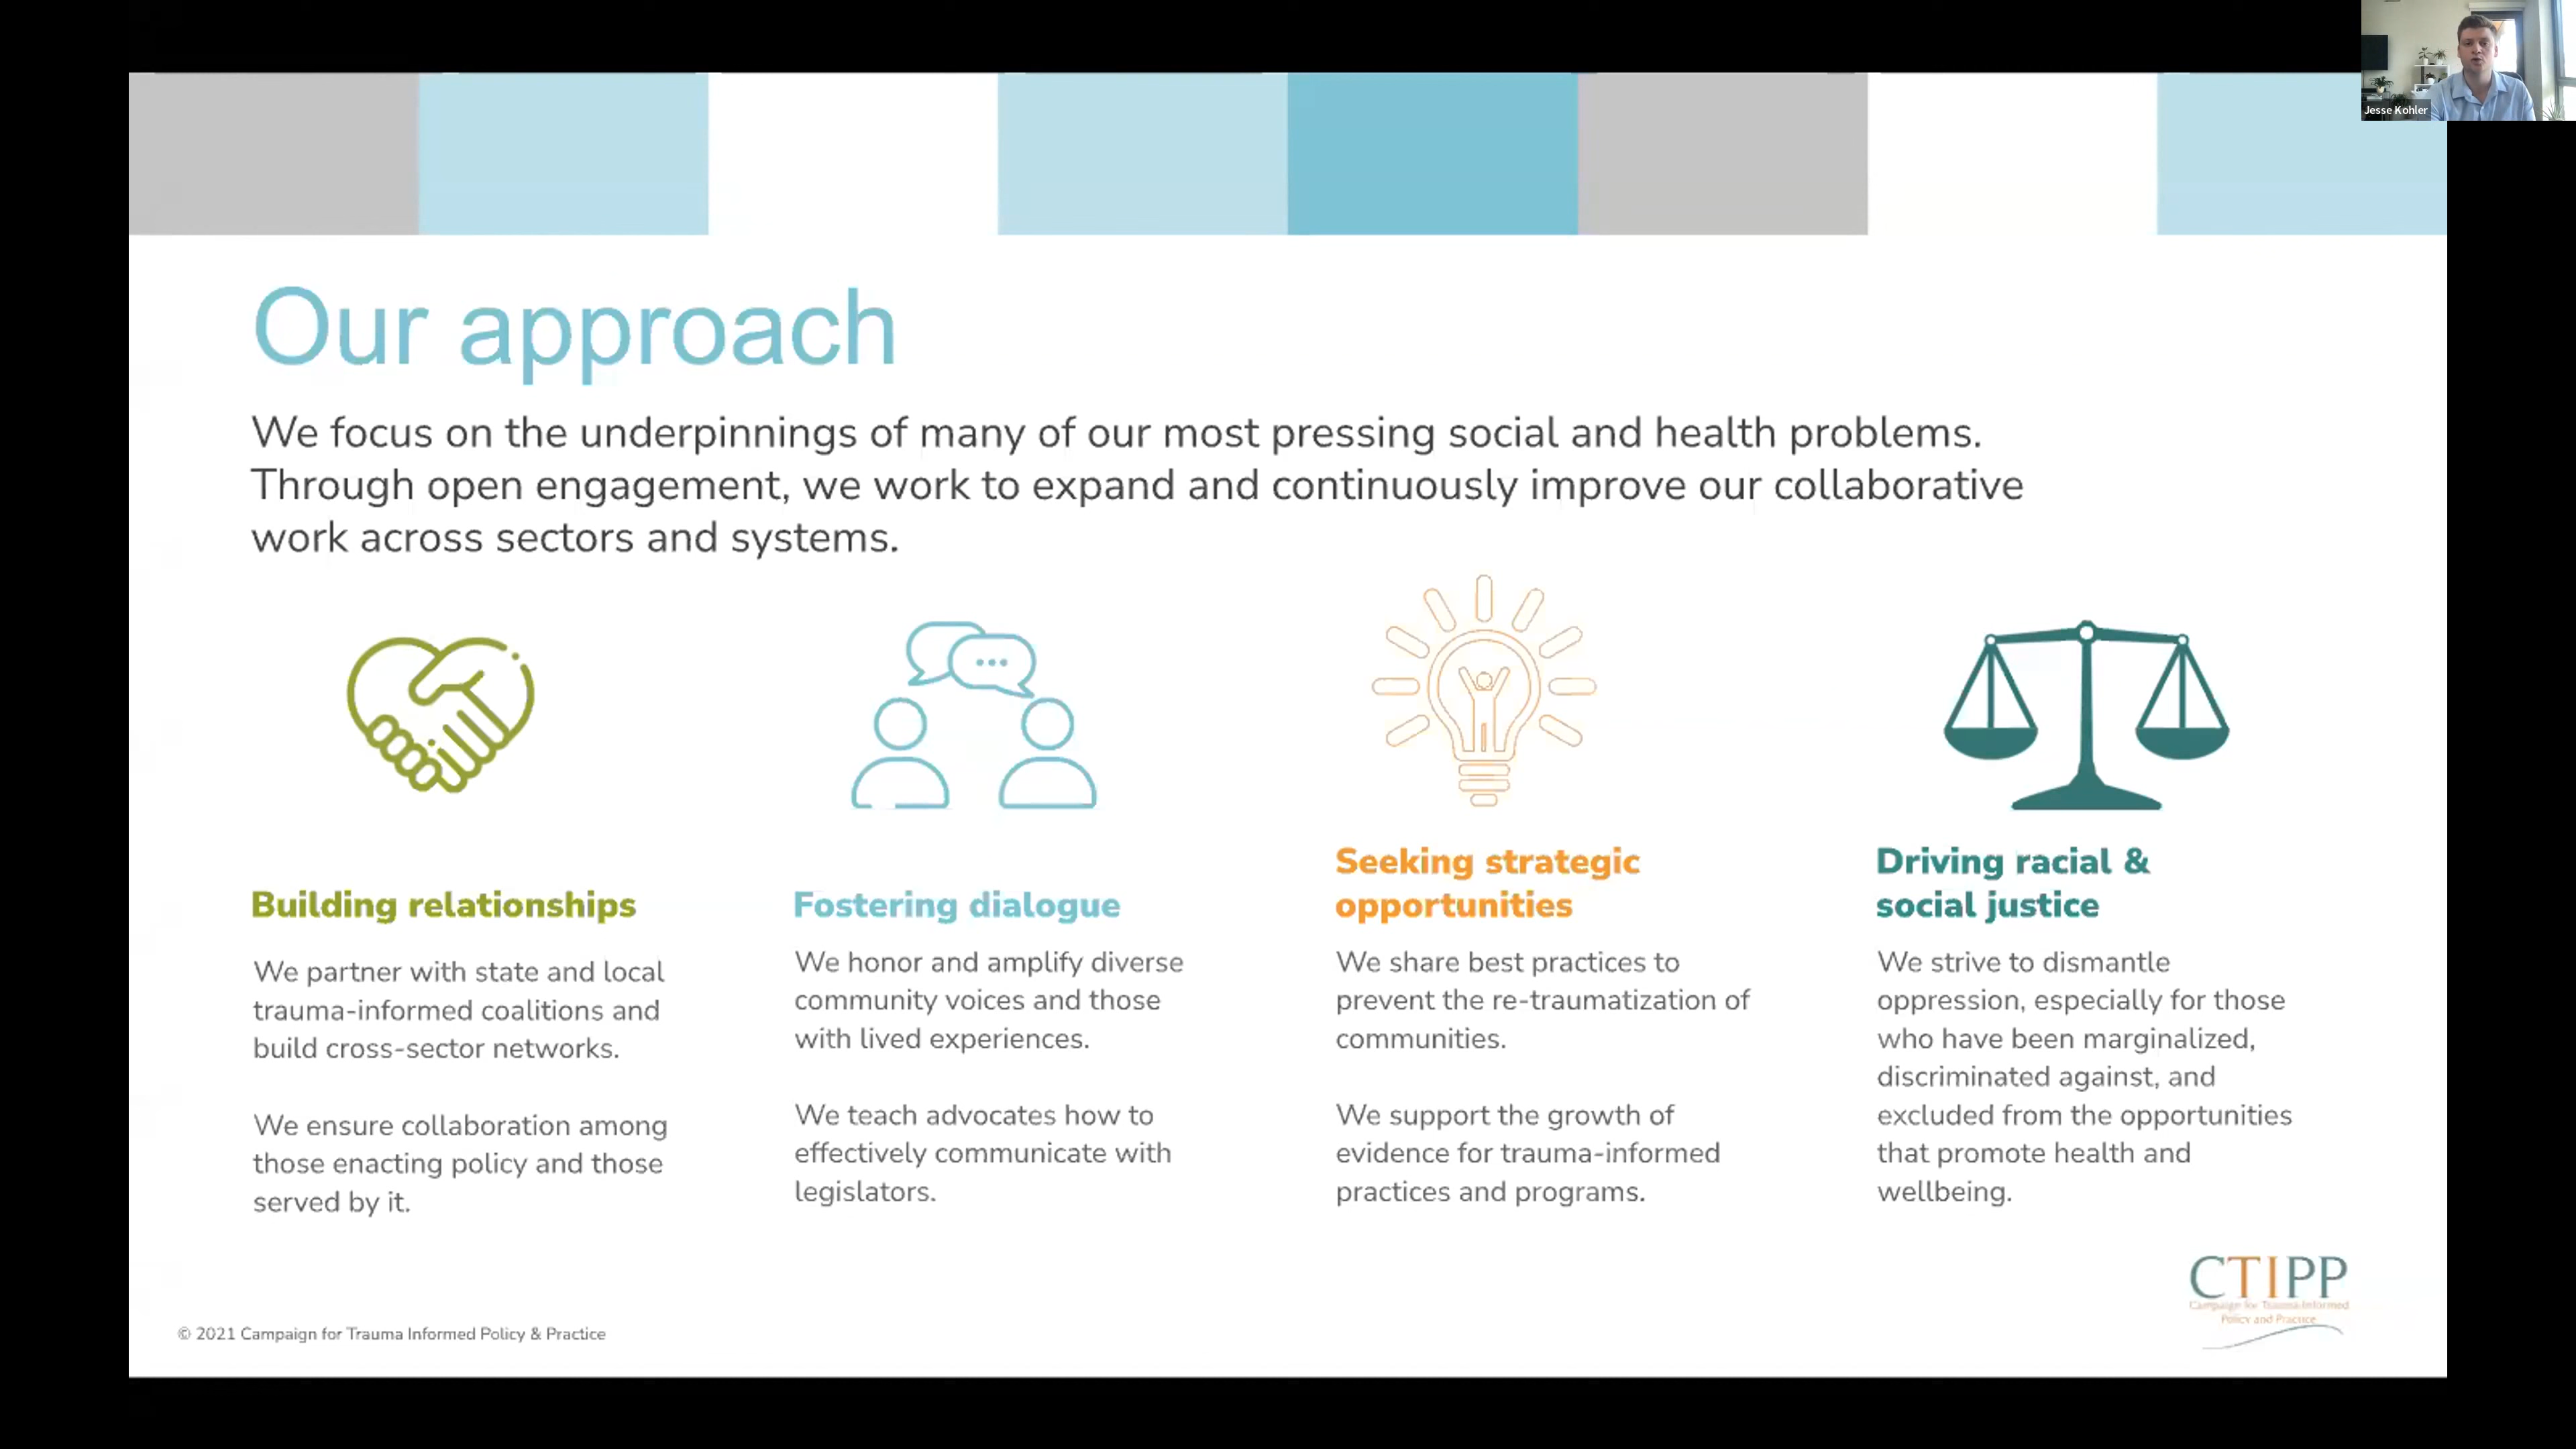 Jesse Kohler
Our approach
We focus on the underpinnings of many of our most pressing social and health problems.
Through open engagement, we work to expand and continuously improve our collaborative
work across sectors and systems.
Building relationships
We partner with state and local
trauma-informed coalitions and
build cross-sector networks.
We ensure collaboration among
those enacting policy and those
served by it.
Fostering dialogue
We honor and amplify diverse
community voices and those
with lived experiences.
We teach advocates how to
effectively communicate with
legislators.
Seeking strategic
opportunities
We share best practices to
prevent the re-traumatization of
communities.
We support the growth of
evidence for trauma-informed
practices and programs.
Driving racial &
social justice
We strive to dismantle
oppression, especially for those
who have been marginalized,
discriminated against, and
excluded from the opportunities
that promote health and
wellbeing.
CTIPP
Campaign for Trauma-Informed
Policy and Practice
© 2021 Campaign for Trauma Informed Policy & Practice